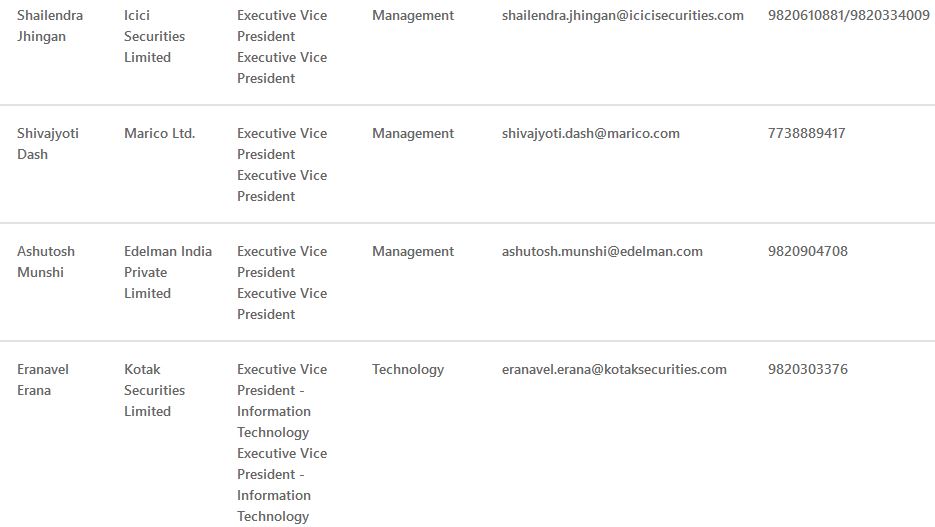 Shailendra Icici Executive Vice Management shailendra.jhingan@icicisecurities.com 9820610881/9820334009
Jhingan Securities President
Limited Executive Vice
President
Shivajyoti Marico Ltd. Executive Vice Management shivajyoti.dash@marico.com 7738889417
Dash President
Executive Vice
President
Ashutosh Edelman India Executive Vice Management ashutosh.munshi@edelman.com 9820904708
Munshi Private President
Limited Executive Vice
President
Eranavel Kotak Executive Vice Technology eranavel.erana@kotaksecurities.com 9820303376
Erana Securities President -
Limited Information
Technology
Executive Vice
President -
Information
Technology